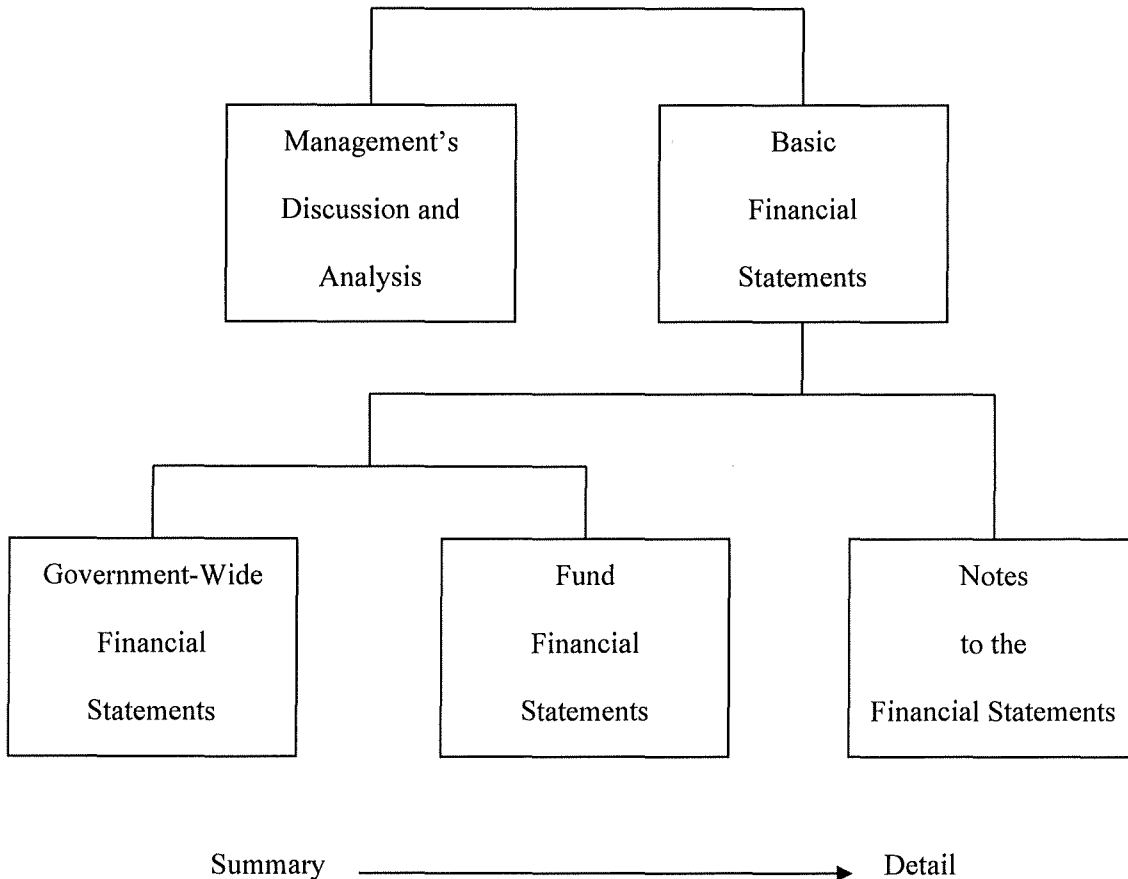 Management’s
Discussion and
Analysis
Basic
Financial
Statements
Government-Wide
Financial
Statements
Fund
Financial
Statements
Notes
to the
Financial Statements
Summary
Detail